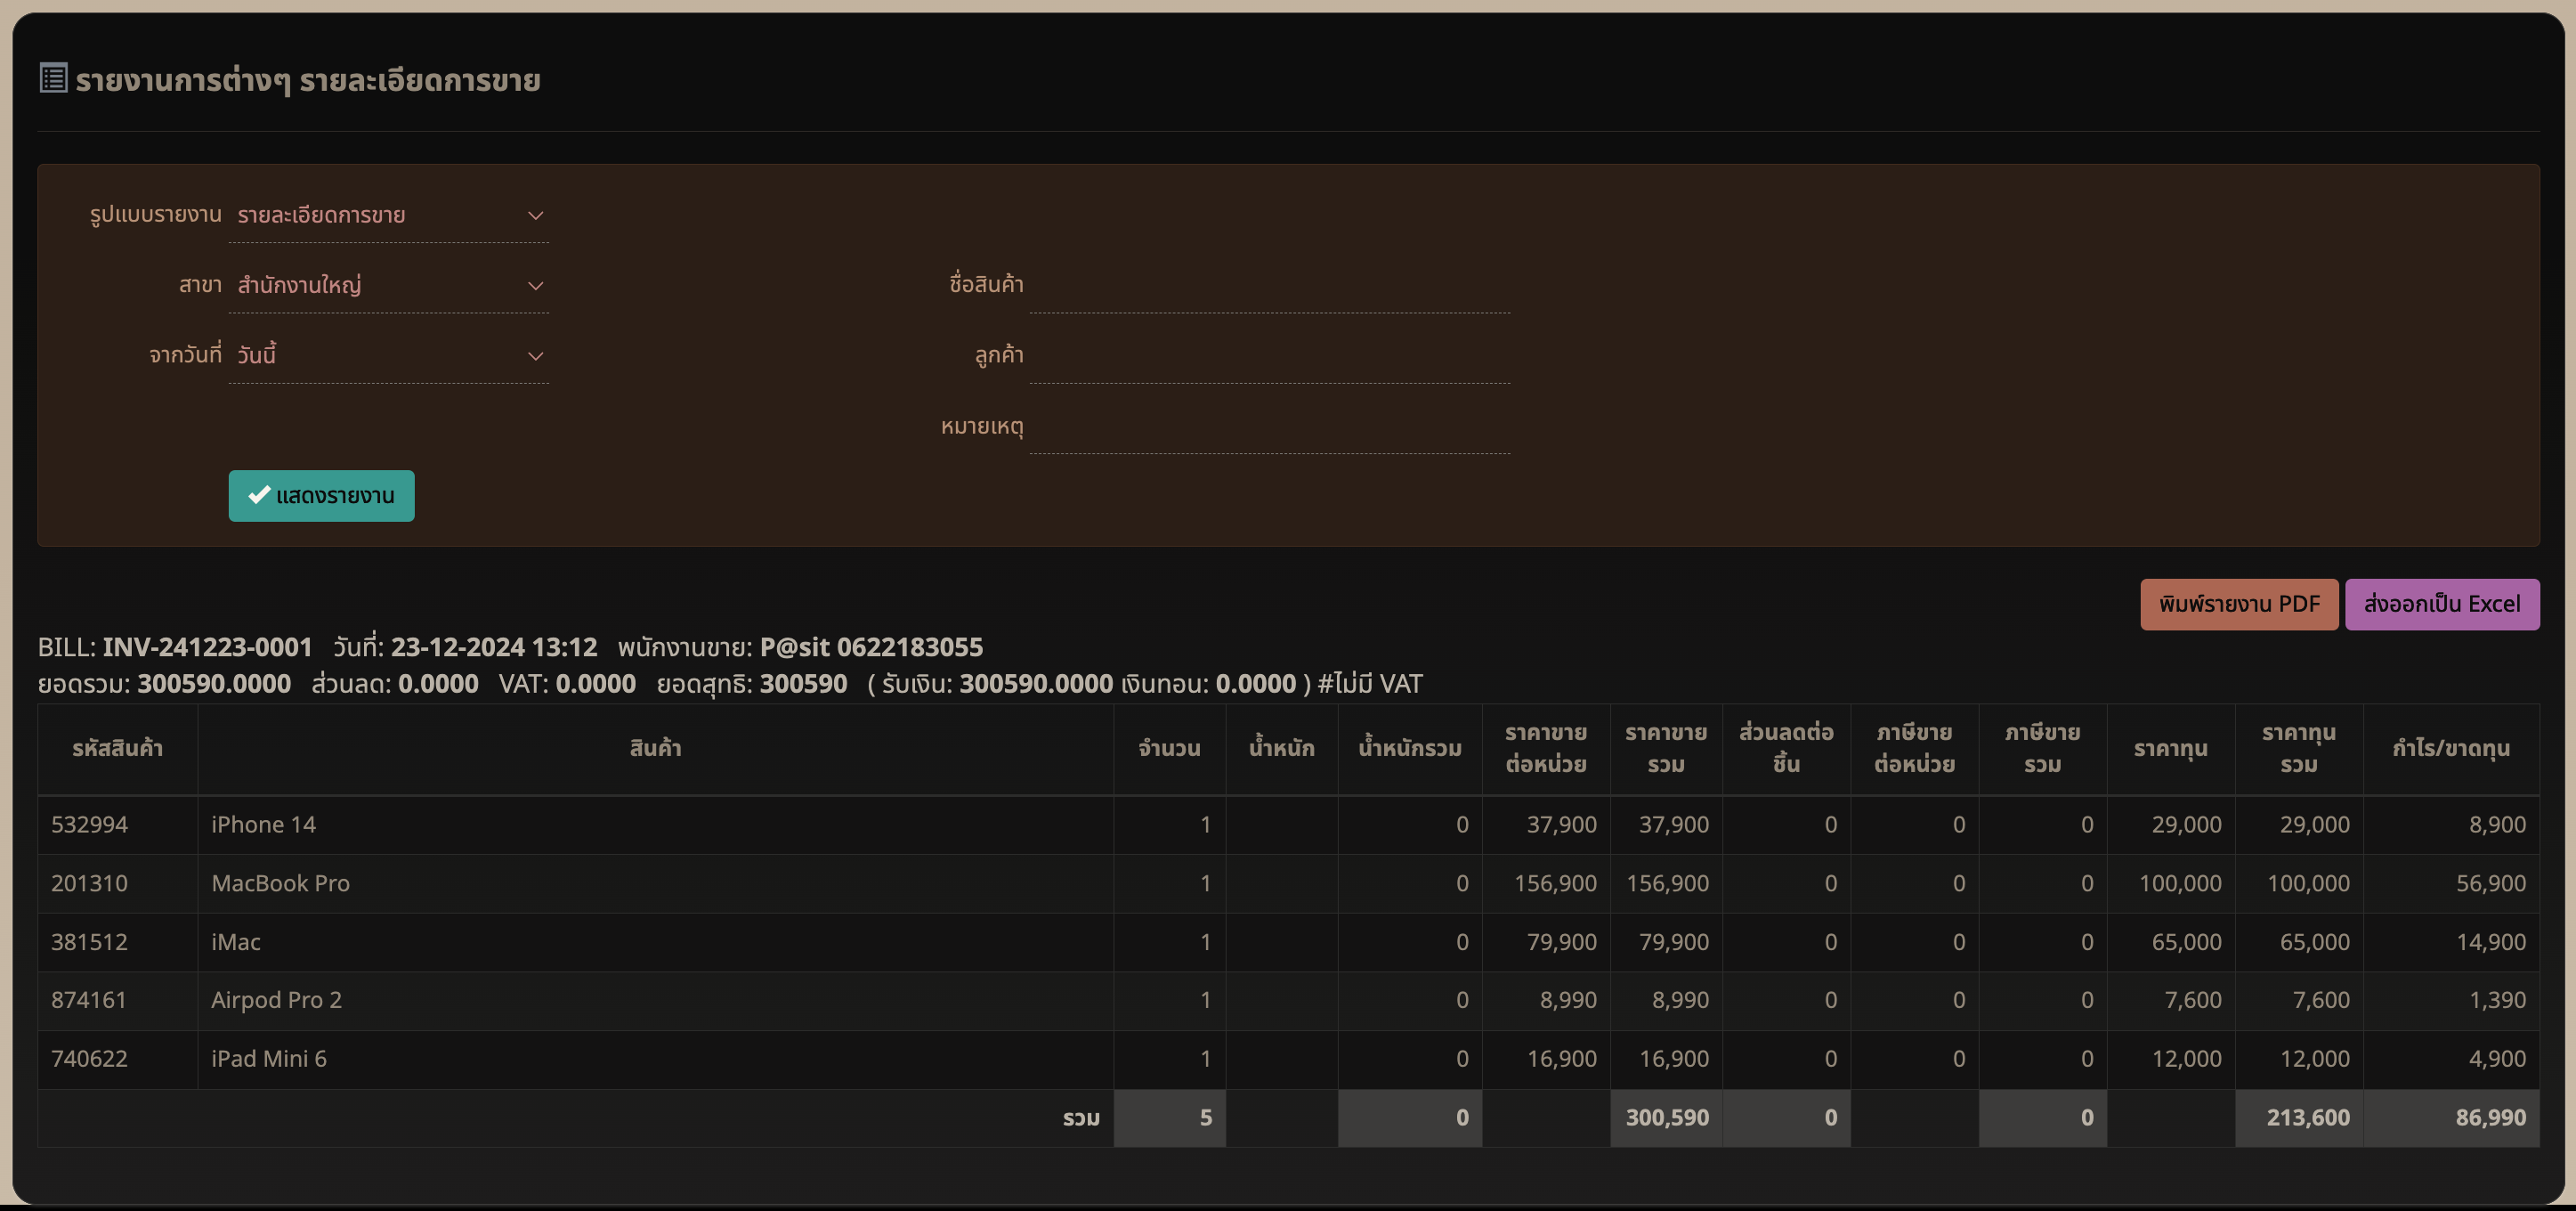 รายงานการต่างๆ รายละเอียดการขาย
รูปแบบรายงาน รายละเอียดการขาย
สาขา สำนักงานใหญ่ ชื่อสินค้า
จากวันที่ วันนี้ ลูกค้า
หมายเหตุ
แสดงรายงาน
พิมพ์รายงาน PDF ส่งออกเป็น Excel
BILL: INV-241223-0001 วันที่: 23-12-2024 13:12 พนักงานขาย: P@sit 0622183055
ยอดรวม: 300590.0000 ส่วนลด: 0.0000 VAT: 0.0000 ยอดสุทธิ: 300590 ( รับเงิน: 300590.0000 เงินทอน: 0.0000 ) #ไม่มี VAT
รหัสสินค้า สินค้า จำนวน น้ำหนัก น้ำหนักรวม ราคาขายต่อหน่วย ราคาขายรวม ส่วนลดต่อชิ้น ภาษีขายต่อหน่วย ภาษีขายรวม ราคาทุน ราคาทุนรวม กำไร/ขาดทุน
532994 iPhone 14 1 0 37,900 37,900 0 0 0 29,000 29,000 8,900
201310 MacBook Pro 1 0 156,900 156,900 0 0 0 100,000 100,000 56,900
381512 iMac 1 0 79,900 79,900 0 0 0 65,000 65,000 14,900
874161 Airpod Pro 2 1 0 8,990 8,990 0 0 0 7,600 7,600 1,390
740622 iPad Mini 6 1 0 16,900 16,900 0 0 0 12,000 12,000 4,900
รวม 5 0 300,590 0 0 213,600 86,990